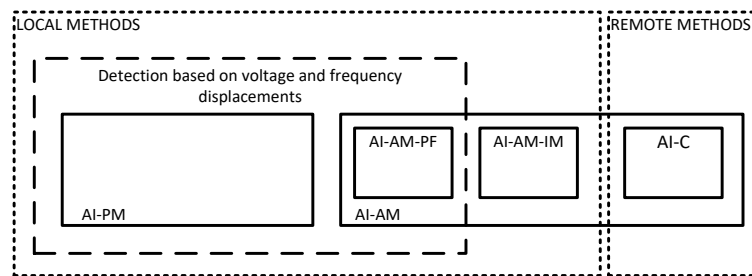 LOCAL METHODS
REMOTE METHODS
Detection based on voltage and frequency
displacements
AI-AM-PF
AI-AM-IM
AI-C
AI-PM
AI-AM